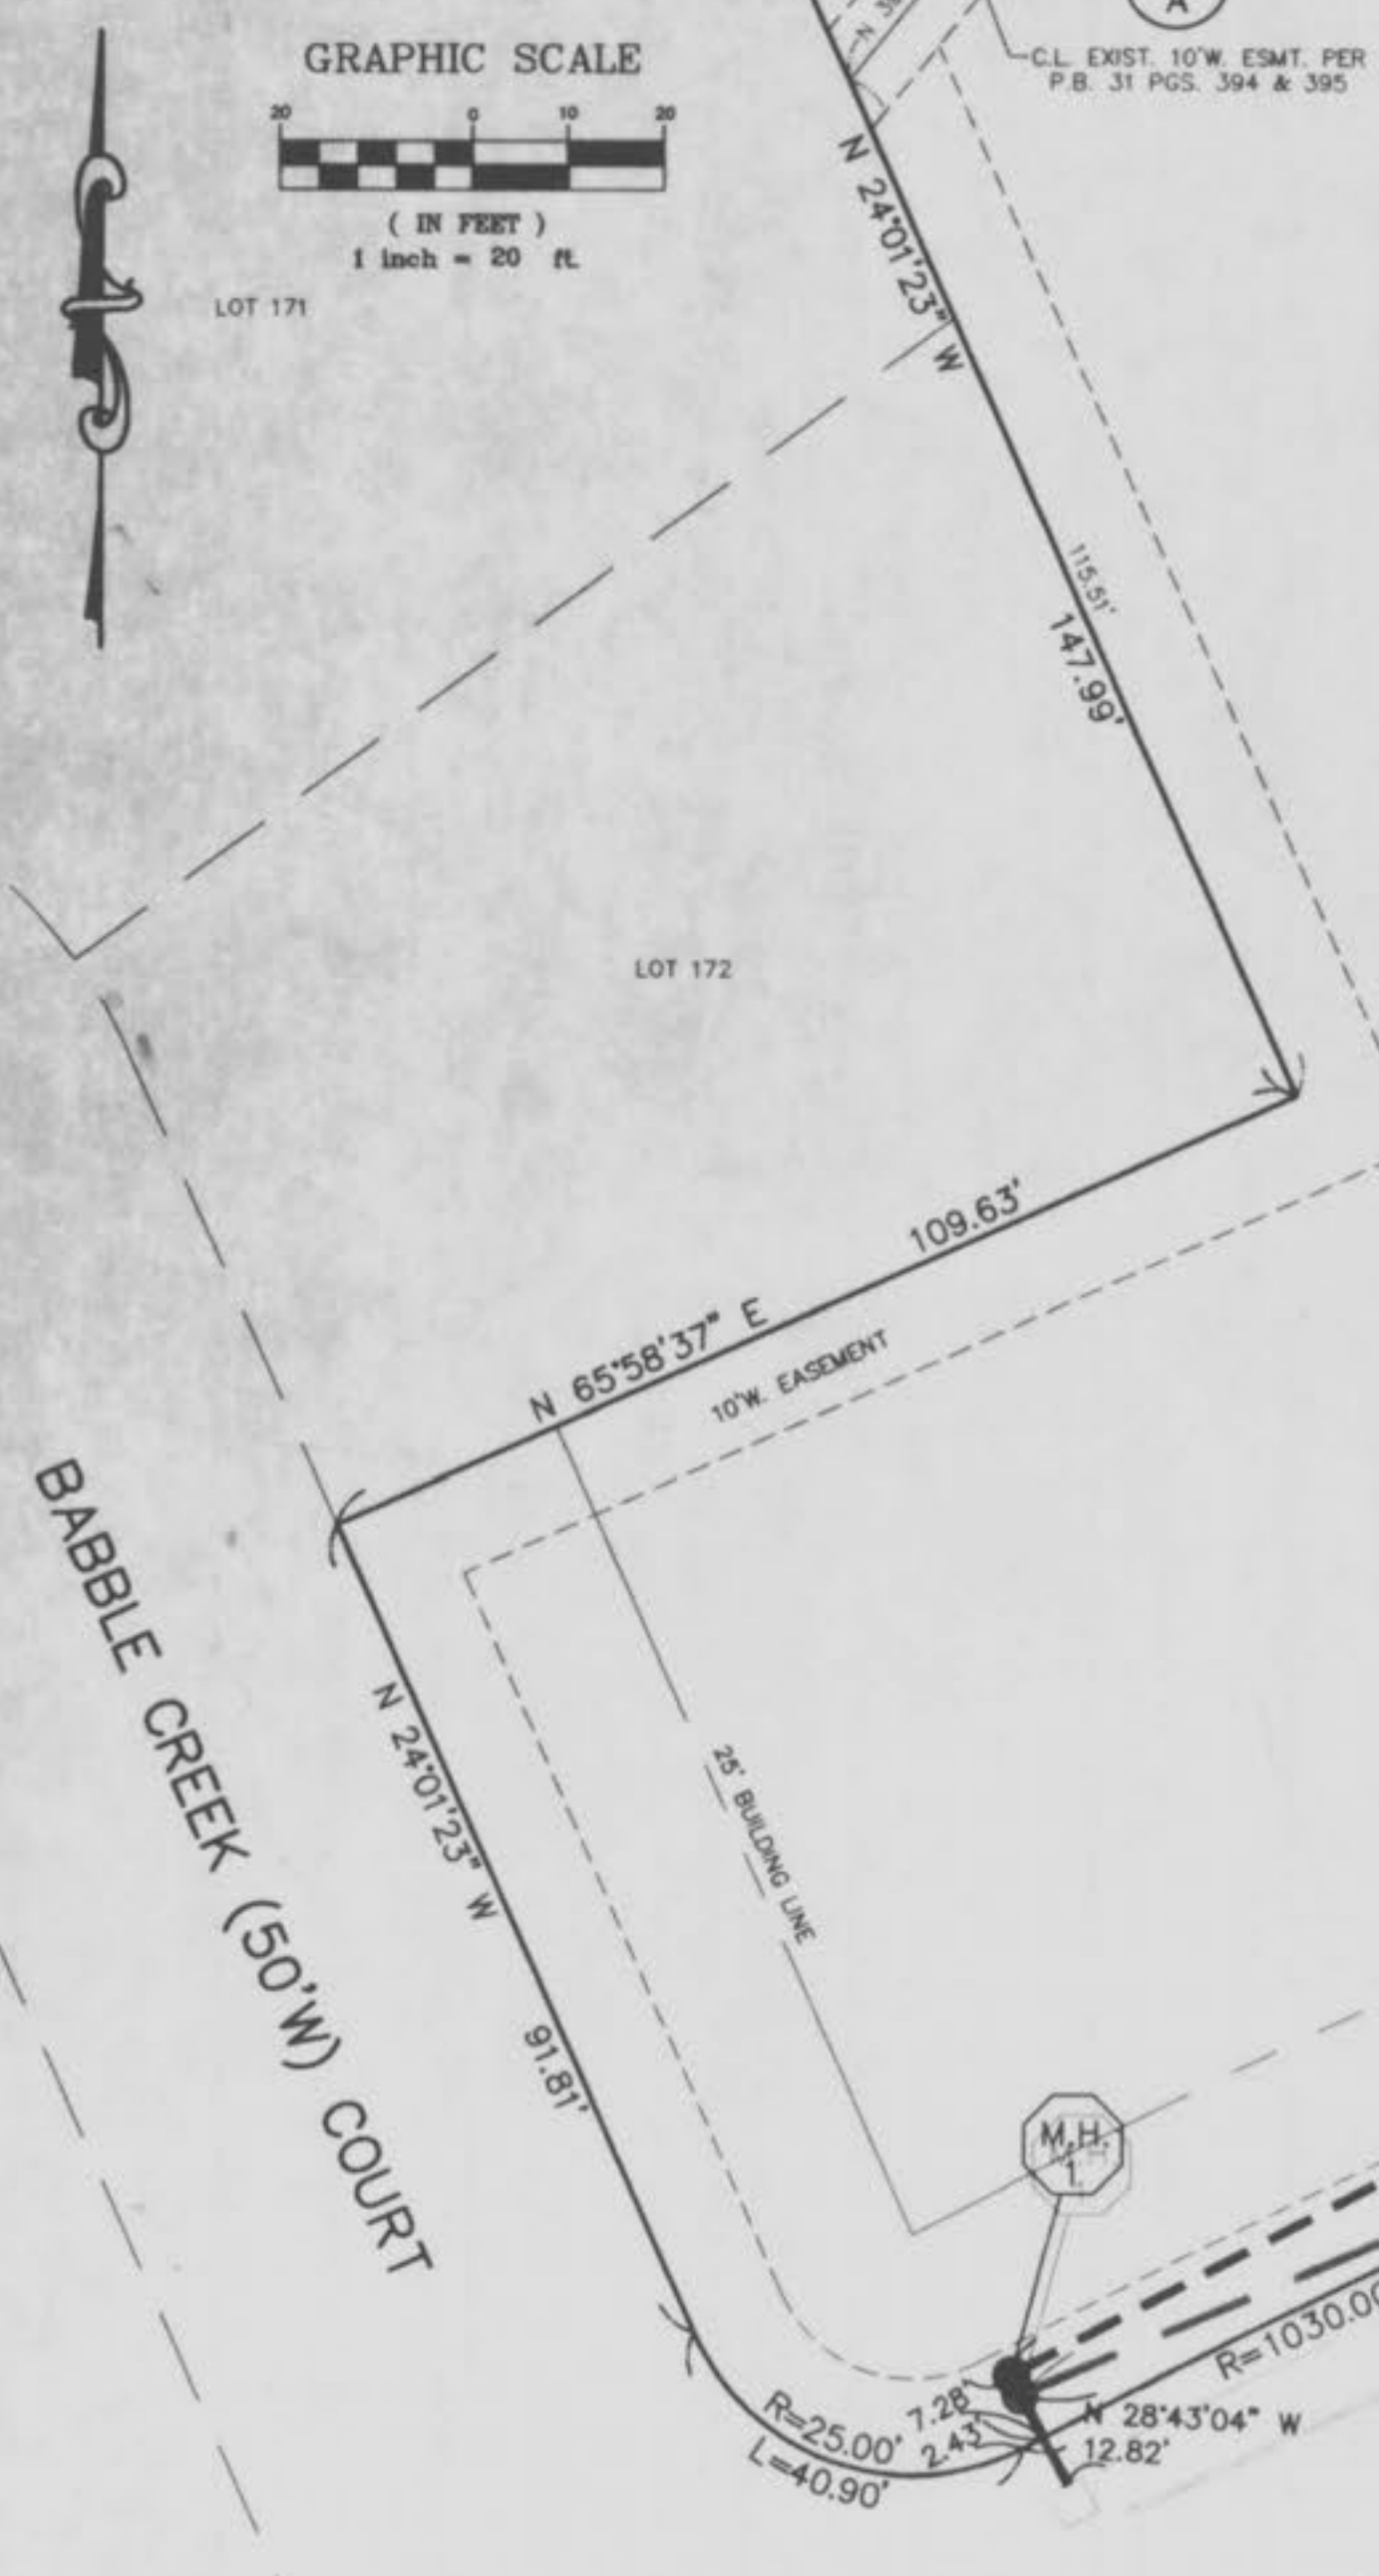 A
C.L. EXIST. 10'W. ESMT. PER
P.B. 31 PGS. 394 & 395
GRAPHIC SCALE
20 0 10 20
( IN FEET )
1 inch = 20 ft.
LOT 171
N 24°01'23" W
115.51'
147.99'
LOT 172
109.63'
N 65°58'37" E
10'W. EASEMENT
BABBLE CREEK (50'W) COURT
N 24°01'23" W
91.81'
25' BUILDING LINE
M.H.
1
R=1030.00
7.28'
2.43'
N 28°43'04" W
12.82'
R=25.00'
L=40.90'